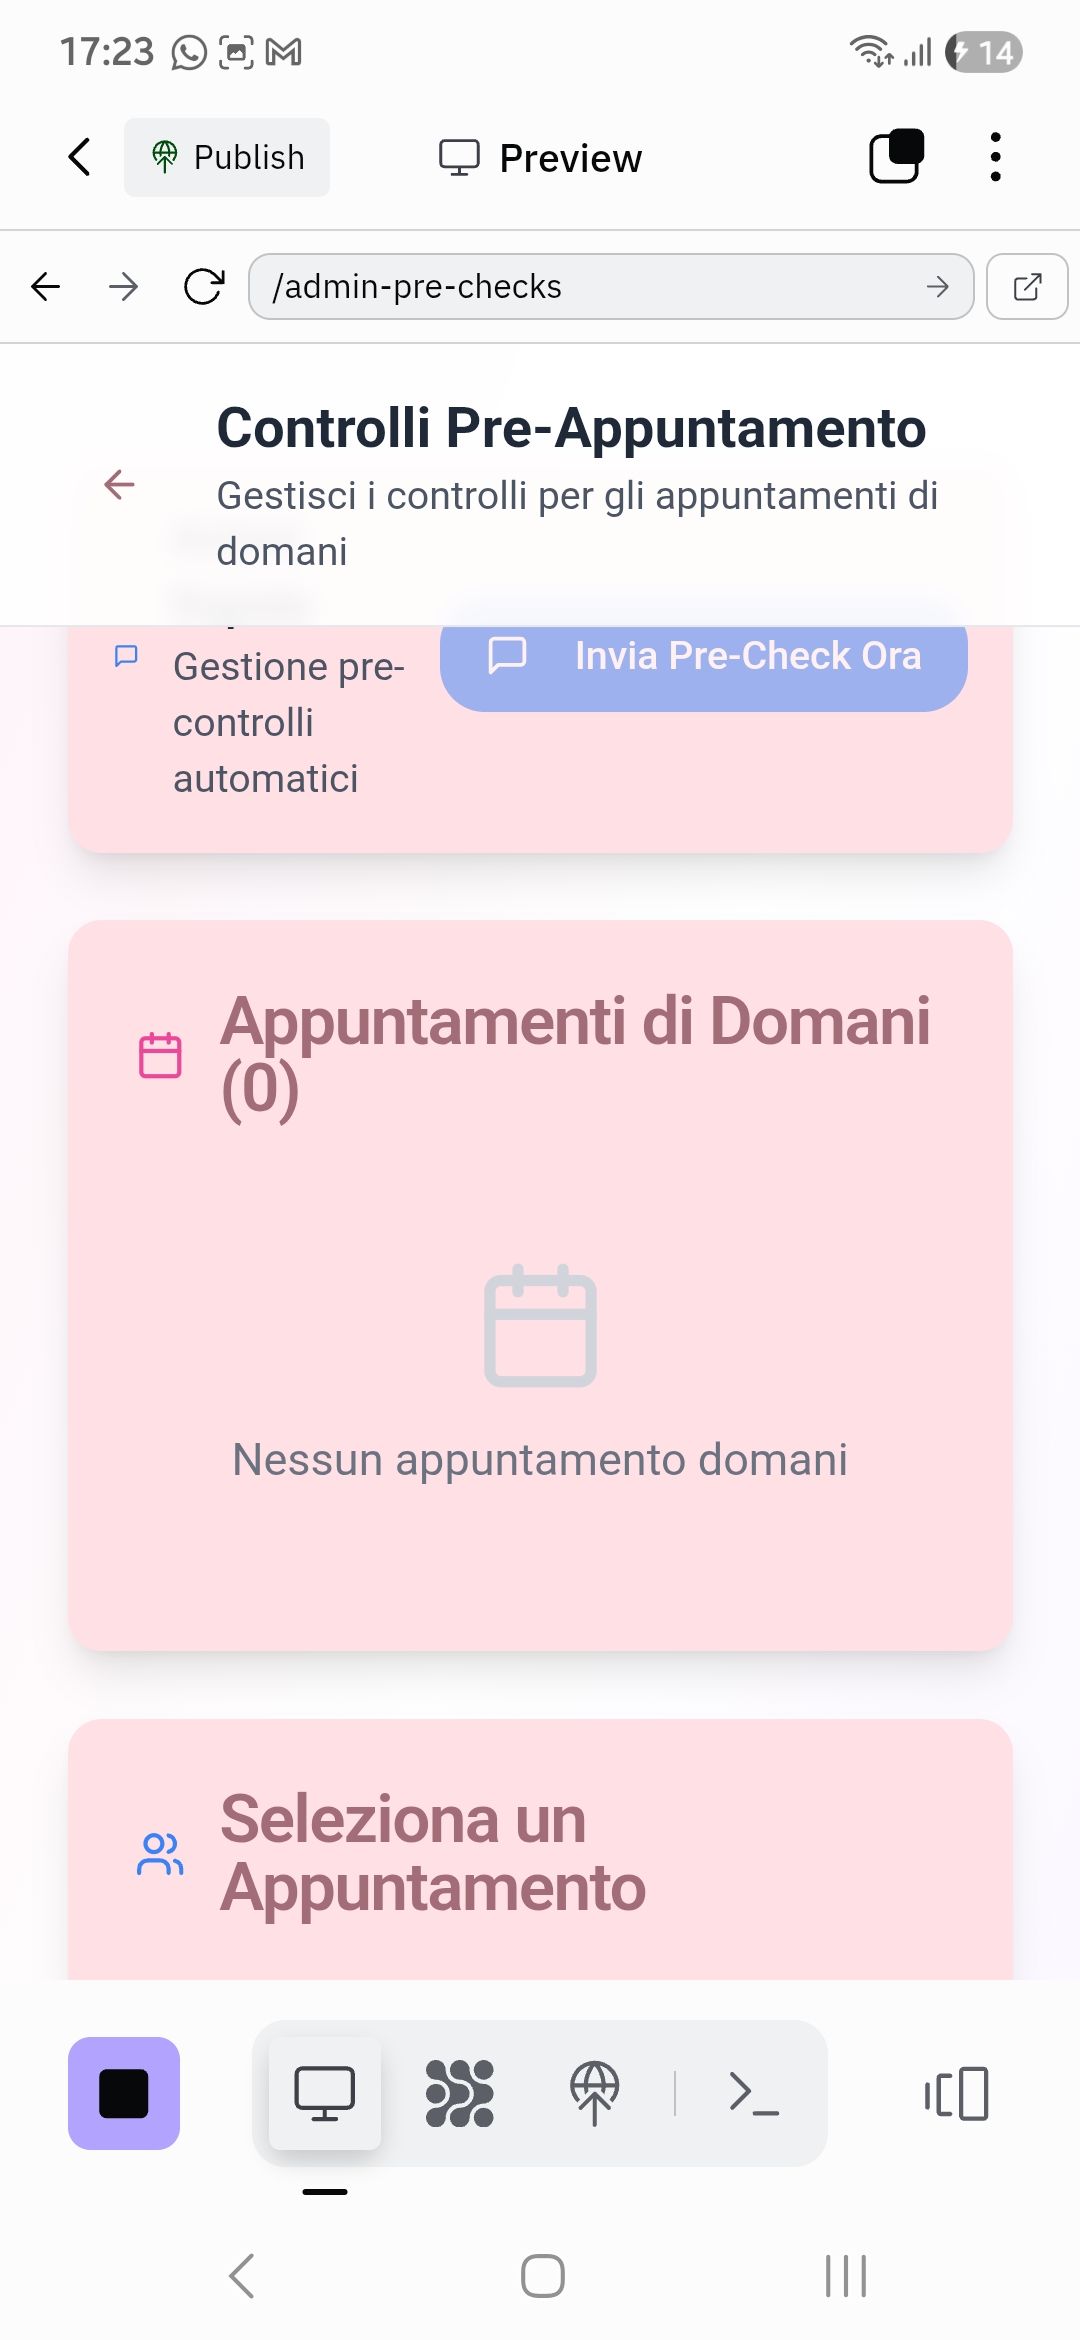 17:23
14
Publish
Preview
/admin-pre-checks
Controlli Pre-Appuntamento
Gestisci i controlli per gli appuntamenti di
domani
Gestione pre-
controlli
automatici
Invia Pre-Check Ora
Appuntamenti di Domani
(0)
Nessun appuntamento domani
Seleziona un
Appuntamento